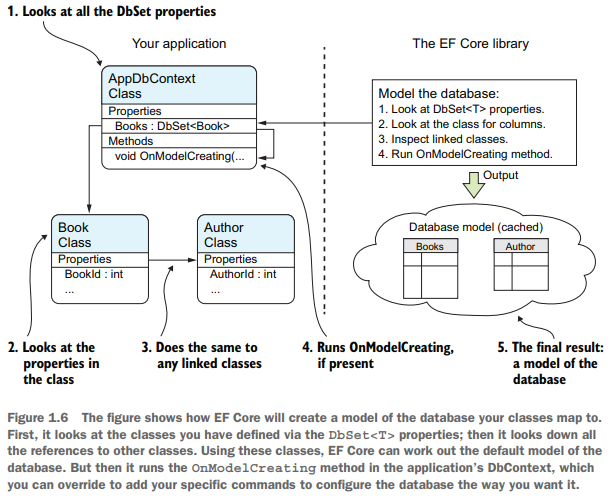 1. Looks at all the DbSet properties
Your application
The EF Core library
AppDbContext
Class
Properties
Books : DbSet<Book>
Methods
void OnModelCreating(...
Model the database:
1. Look at DbSet<T> properties.
2. Look at the class for columns.
3. Inspect linked classes.
4. Run OnModelCreating method.
Output
Book
Class
Properties
BookId : int
...
Author
Class
Properties
AuthorId : int
...
Database model (cached)
Books
Author
2. Looks at the
properties in
the class
3. Does the same to
any linked classes
4. Runs OnModelCreating,
if present
5. The final result:
a model of the
database
Figure 1.6 The figure shows how EF Core will create a model of the database your classes map to.
First, it looks at the classes you have defined via the DbSet<T> properties; then it looks down all
the references to other classes. Using these classes, EF Core can work out the default model of the
database. But then it runs the OnModelCreating method in the application's DbContext, which
you can override to add your specific commands to configure the database the way you want it.